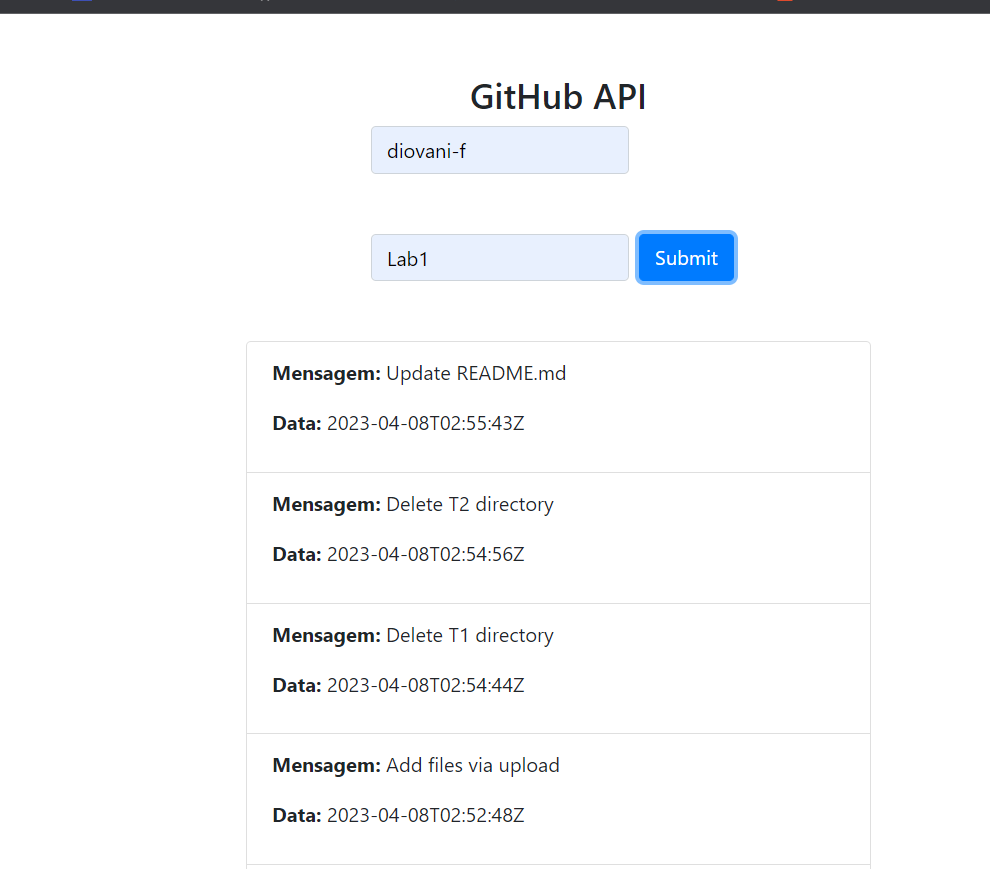 GitHub API
diovani-f
Lab1
Submit
Mensagem: Update README.md
Data: 2023-04-08T02:55:43Z
Mensagem: Delete T2 directory
Data: 2023-04-08T02:54:56Z
Mensagem: Delete T1 directory
Data: 2023-04-08T02:54:44Z
Mensagem: Add files via upload
Data: 2023-04-08T02:52:48Z